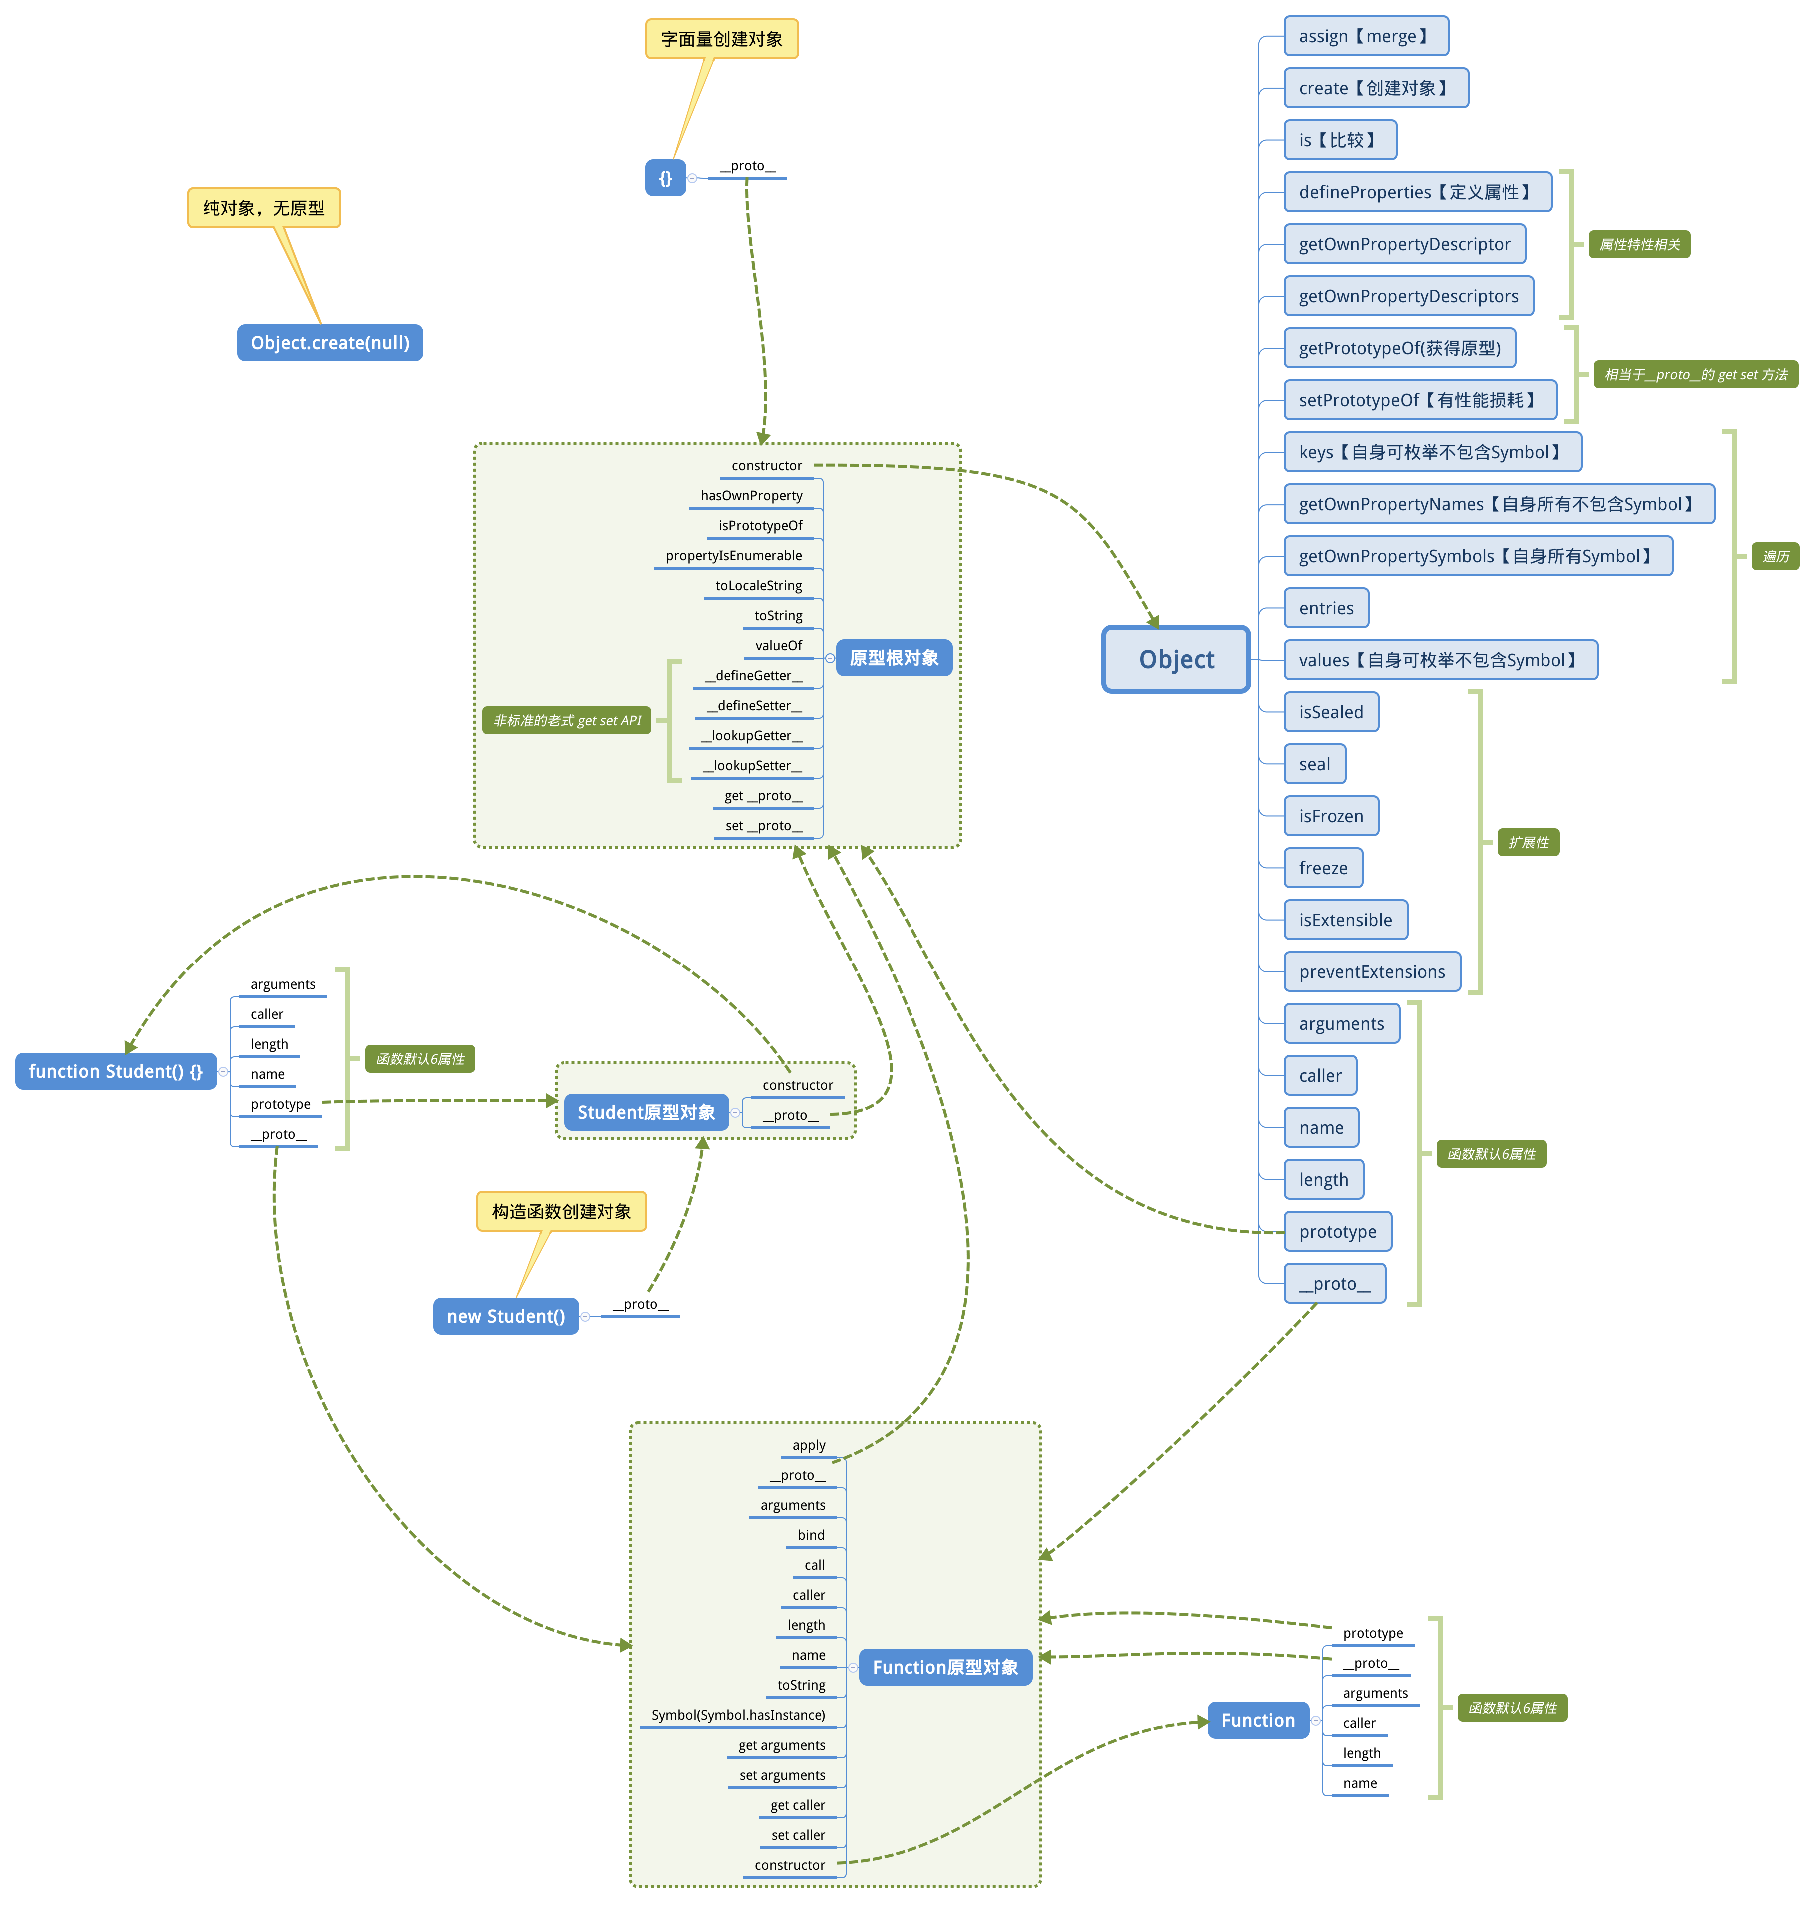 字面量创建对象
{}
__proto__
纯对象，无原型
Object.create(null)
constructor
hasOwnProperty
isPrototypeOf
propertyIsEnumerable
toLocaleString
toString
valueOf
__defineGetter__
__defineSetter__
__lookupGetter__
__lookupSetter__
get __proto__
set __proto__
非标准的老式 get set API
原型根对象
Object
assign【merge】
create【创建对象】
is【比较】
defineProperties【定义属性】
getOwnPropertyDescriptor
getOwnPropertyDescriptors
属性特性相关
getPrototypeOf(获得原型)
setPrototypeOf【有性能损耗】
相当于__proto__的 get set 方法
keys【自身可枚举不包含Symbol】
getOwnPropertyNames【自身所有不包含Symbol】
getOwnPropertySymbols【自身所有Symbol】
entries
values【自身可枚举不包含Symbol】
遍历
isSealed
seal
isFrozen
freeze
isExtensible
preventExtensions
扩展性
arguments
caller
name
length
prototype
__proto__
函数默认6属性
function Student() {}
arguments
caller
length
name
prototype
__proto__
函数默认6属性
Student原型对象
constructor
__proto__
构造函数创建对象
new Student()
__proto__
apply
__proto__
arguments
bind
call
caller
length
name
toString
Symbol(Symbol.hasInstance)
get arguments
set arguments
get caller
set caller
constructor
Function原型对象
Function
prototype
__proto__
arguments
caller
length
name
函数默认6属性